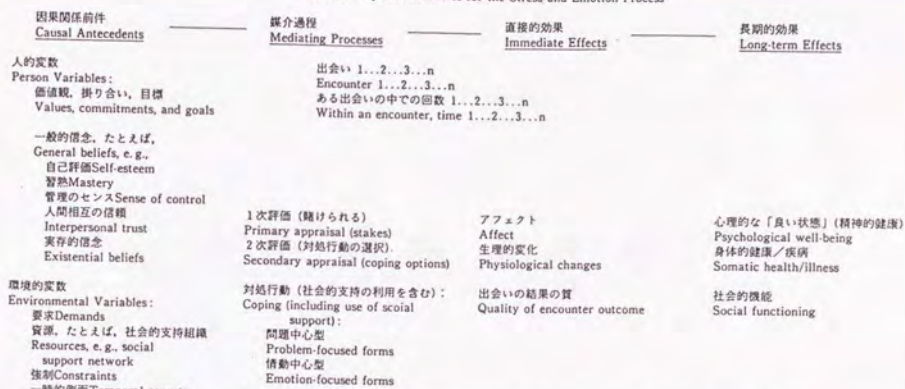 for the Stress and Emotion Process
因果関係前件
Causal Antecedents
媒介過程
Mediating Processes
直接的効果
Immediate Effects
長期的効果
Long-term Effects
人的変数
Person Variables:
価値観，掛り合い，目標
Values, commitments, and goals
一般的信念，たとえば，
General beliefs, e. g.,
自己評価Self-esteem
習熟Mastery
管理のセンスSense of control
人間相互の信頼
Interpersonal trust
実存的信念
Existential beliefs
環境的変数
Environmental Variables:
要求Demands
資源，たとえば，社会的支持組織
Resources, e. g., social
support network
強制Constraints
出会い 1…2…3…n
Encounter 1…2…3…n
ある出会いの中での回数 1…2…3…n
Within an encounter, time 1…2…3…n
1次評価（賭けられる）
Primary appraisal (stakes)
2次評価（対処行動の選択）
Secondary appraisal (coping options)
対処行動（社会的支持の利用を含む）：
Coping (including use of scoial
support):
問題中心型
Problem-focused forms
情動中心型
Emotion-focused forms
アフェクト
Affect
生理的変化
Physiological changes
出会いの結果の質
Quality of encounter outcome
心理的な「良い状態」（精神的健康）
Psychological well-being
身体的健康／疾病
Somatic health/illness
社会的機能
Social functioning